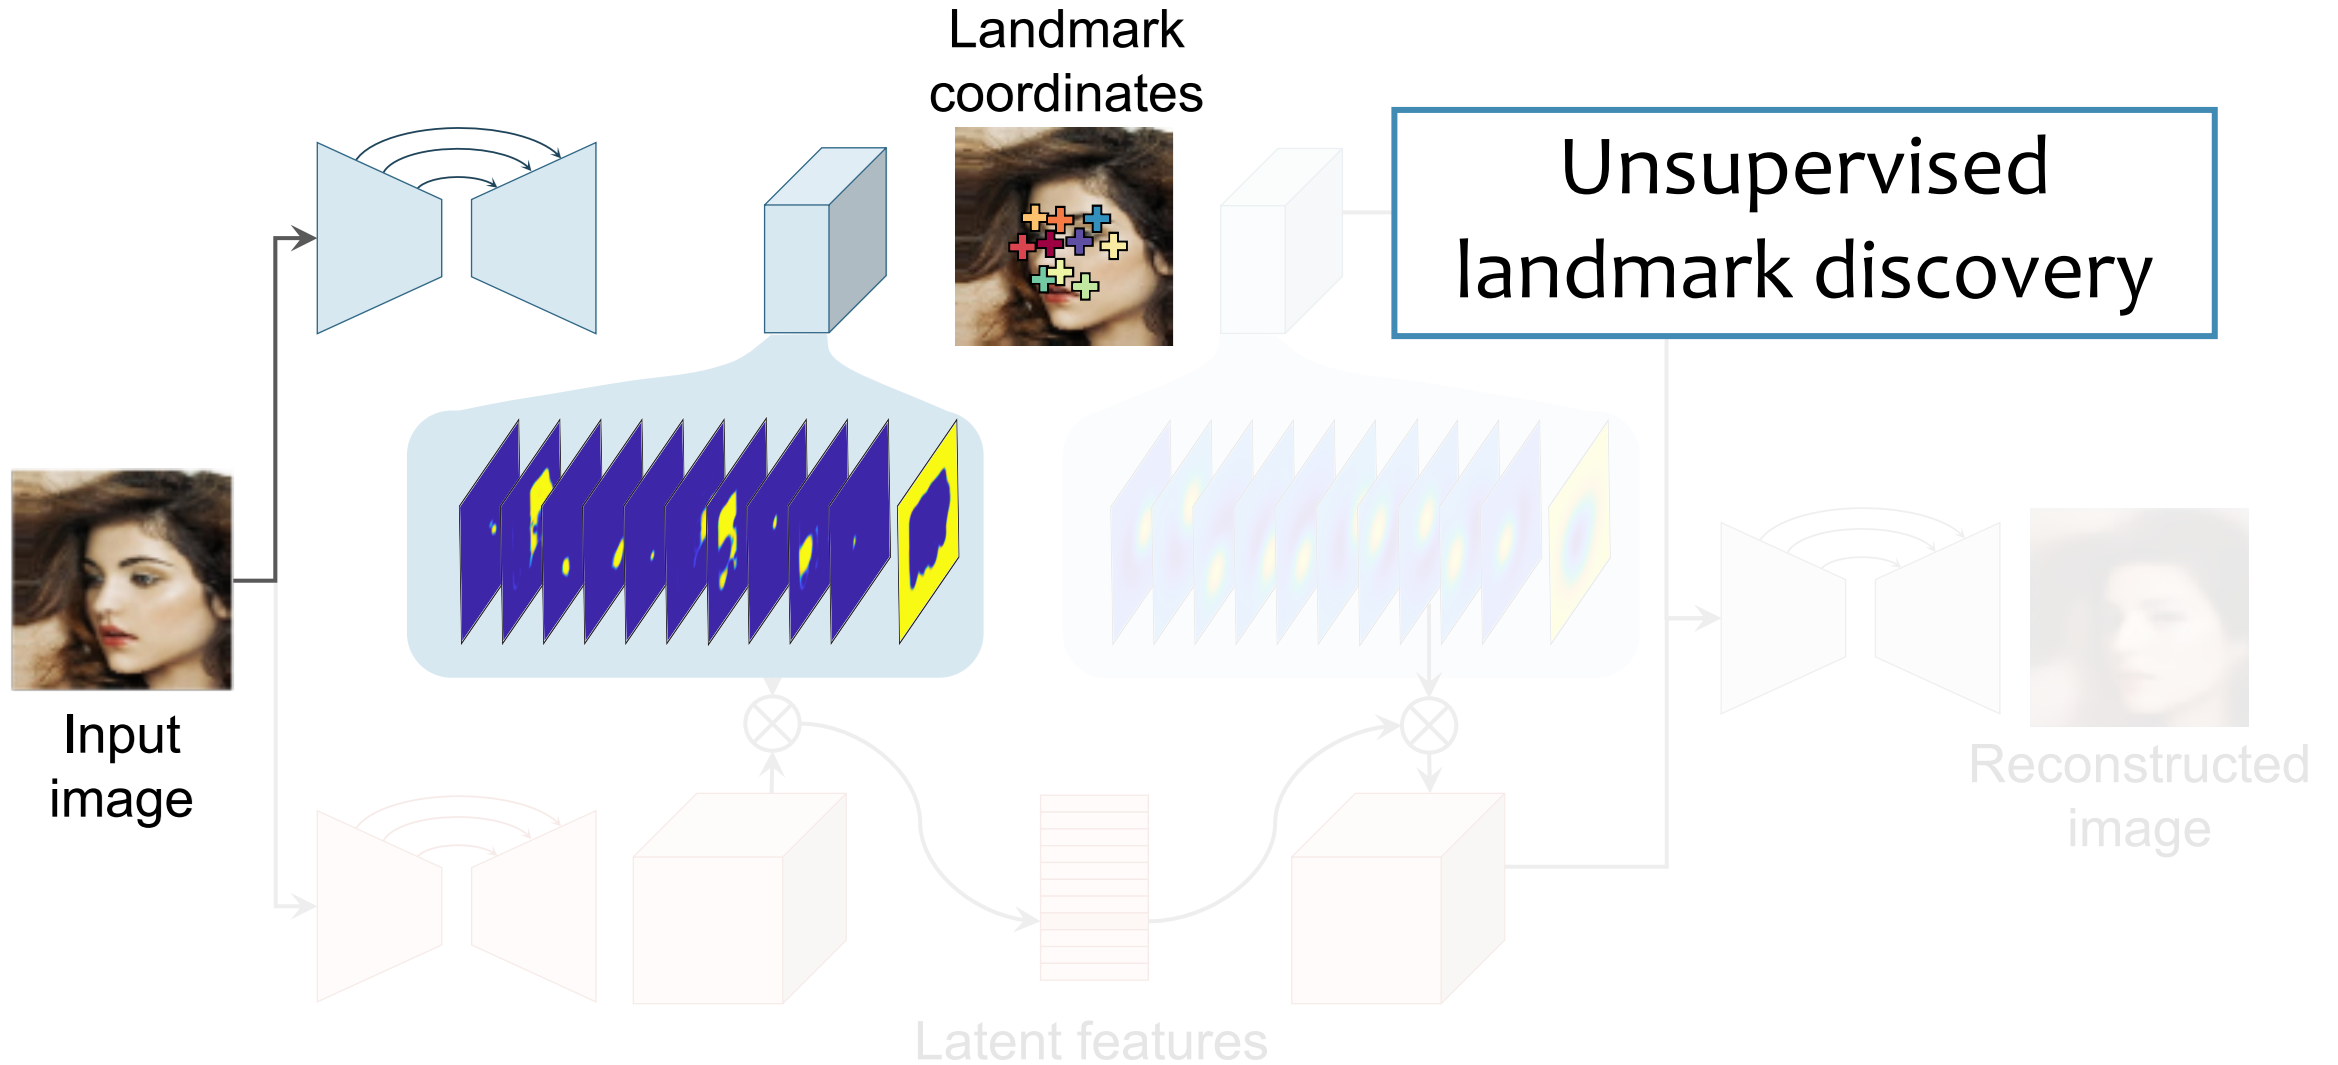 Landmark
coordinates
Unsupervised
landmark discovery
Input
image
Reconstructed
image
Latent features